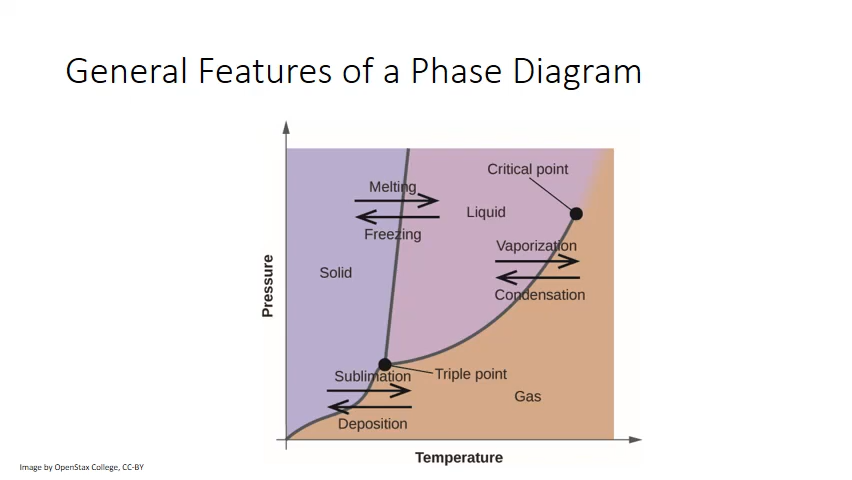 General Features of a Phase Diagram
Critical point
Melting
Liquid
Freezing
Vaporization
Solid
Condensation
Pressure
Triple point
Sublimation
Gas
Deposition
Temperature
Image by OpenStax College, CC-BY